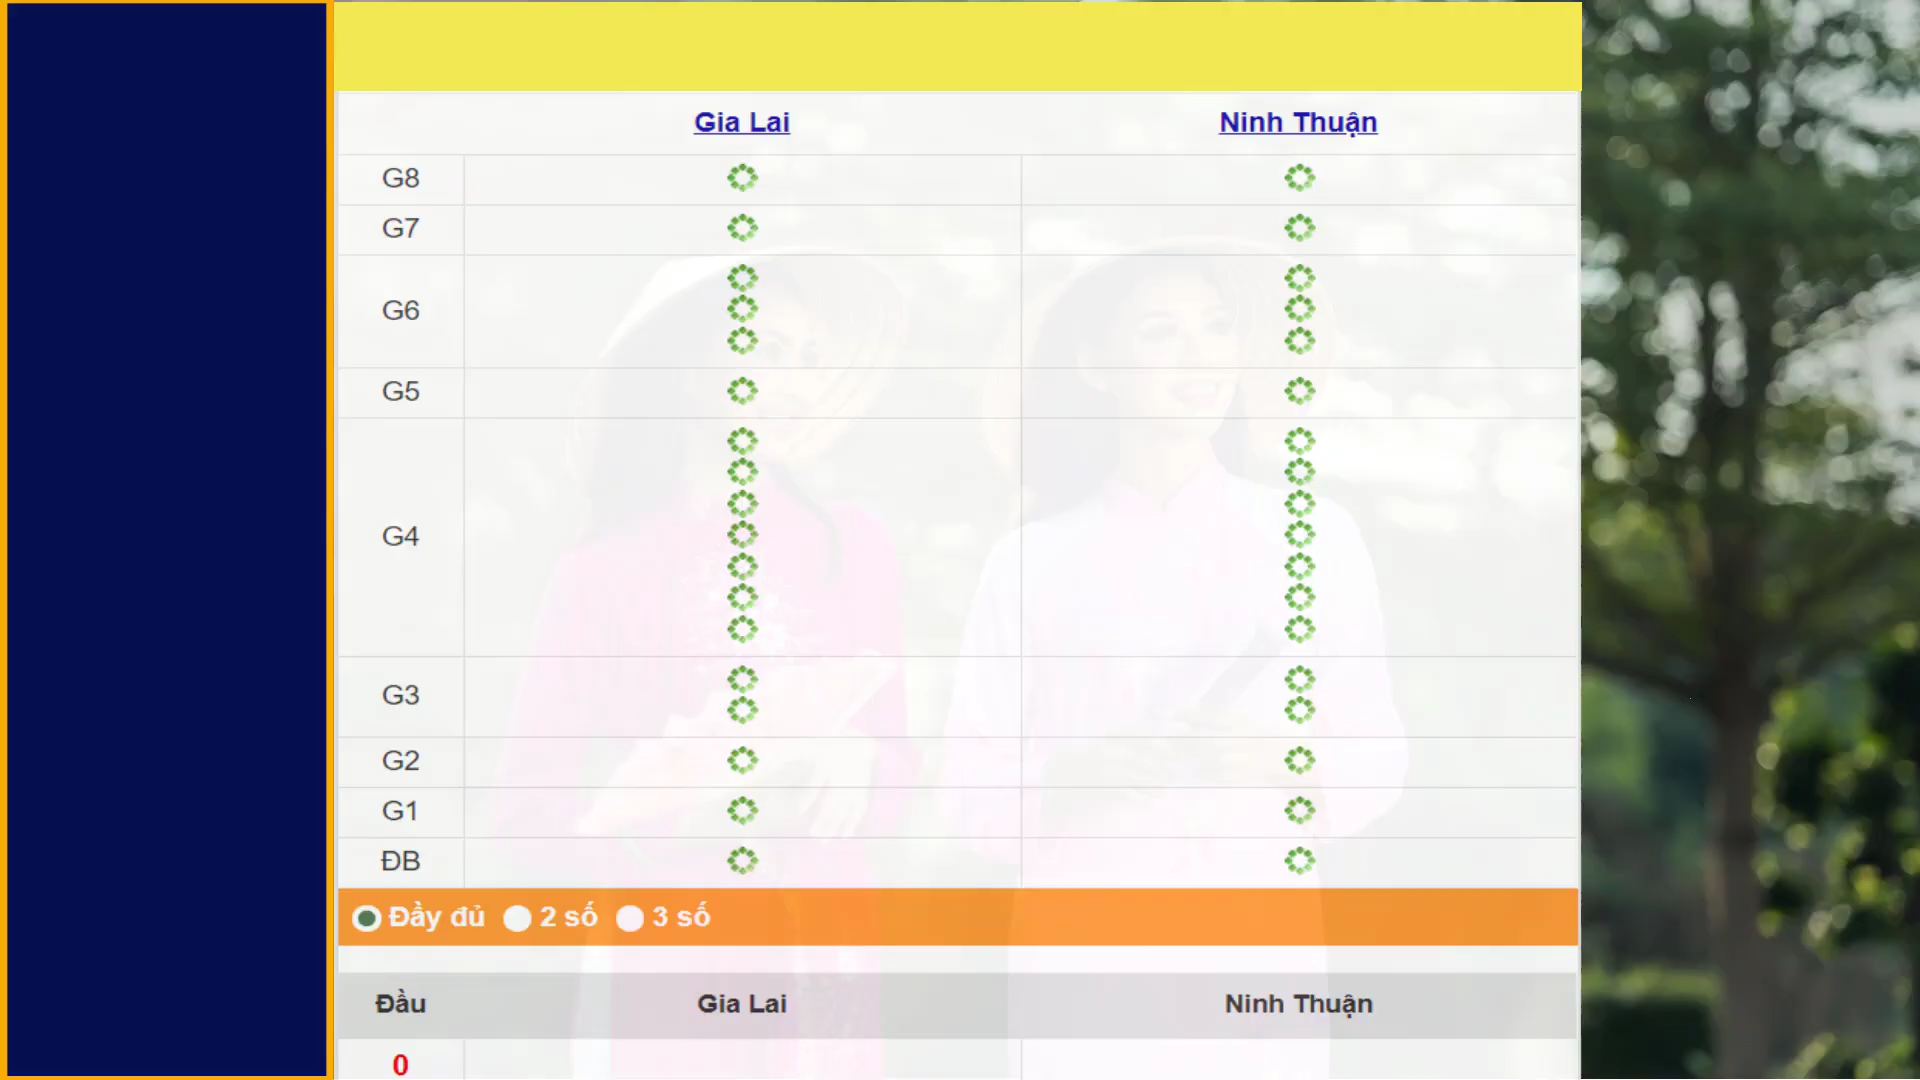 Gia Lai Ninh Thuận
G8
G7
G6
G5
G4
G3
G2
G1
ĐB
Đầy đủ 2 số 3 số
Đầu Gia Lai Ninh Thuận
0